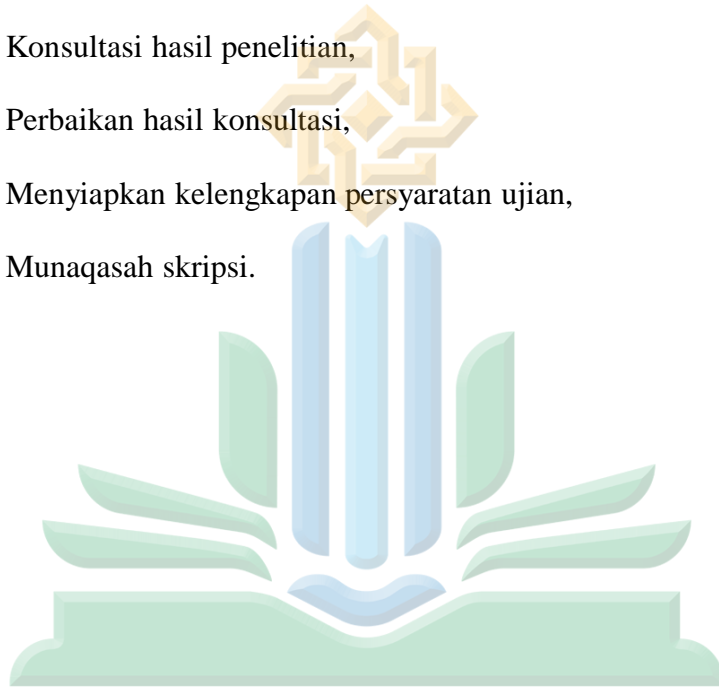 Konsultasi hasil penelitian,
Perbaikan hasil konsultasi,
Menyiapkan kelengkapan persyaratan ujian,
Munaqasah skripsi.